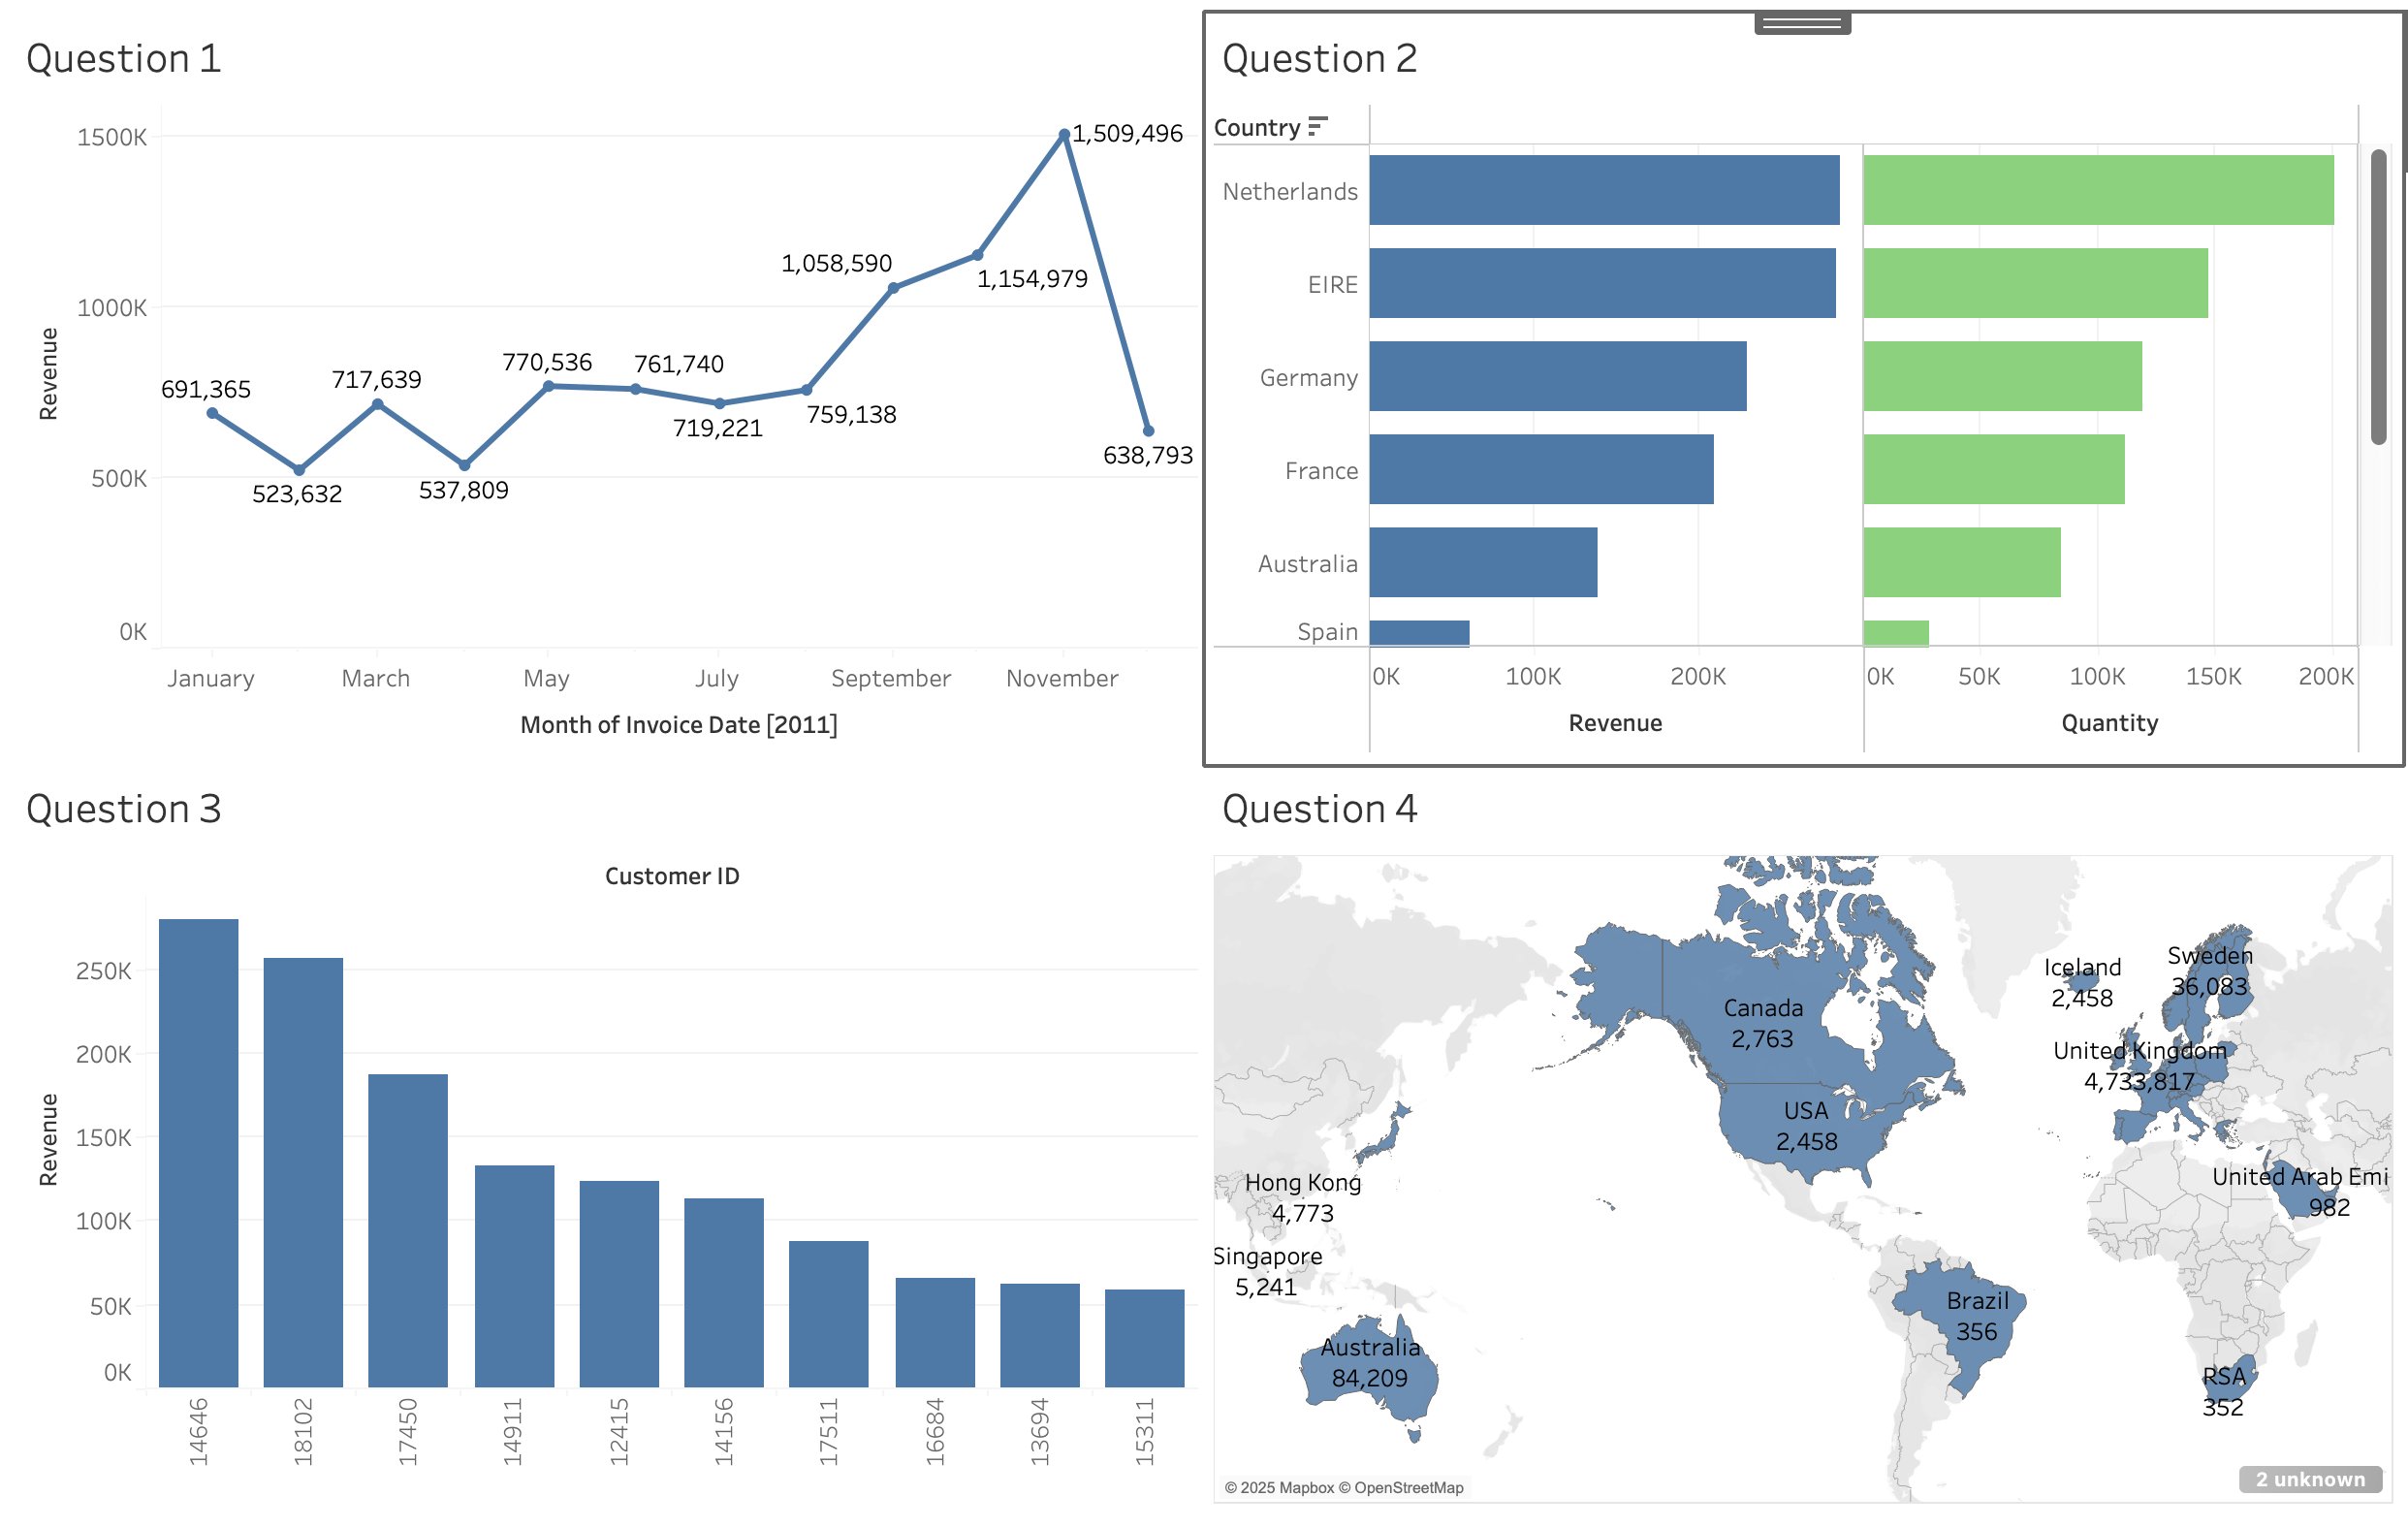 Question 1
1500K
1000K
500K
0K
Revenue
691,365
523,632
717,639
537,809
770,536
761,740
719,221
759,138
1,058,590
1,154,979
1,509,496
638,793
January
March
May
July
September
November
Month of Invoice Date [2011]
Question 2
Country
Netherlands
EIRE
Germany
France
Australia
Spain
0K
100K
200K
Revenue
0K
50K
100K
150K
200K
Quantity
Question 3
Customer ID
250K
200K
150K
100K
50K
0K
Revenue
14646
18102
17450
14911
12415
14156
17511
16684
13694
15311
Question 4
Iceland
2,458
Sweden
36,083
Canada
2,763
United Kingdom
4,733,817
USA
2,458
Hong Kong
4,773
United Arab Emi
982
Singapore
5,241
Brazil
356
Australia
84,209
RSA
352
© 2025 Mapbox © OpenStreetMap
2 unknown